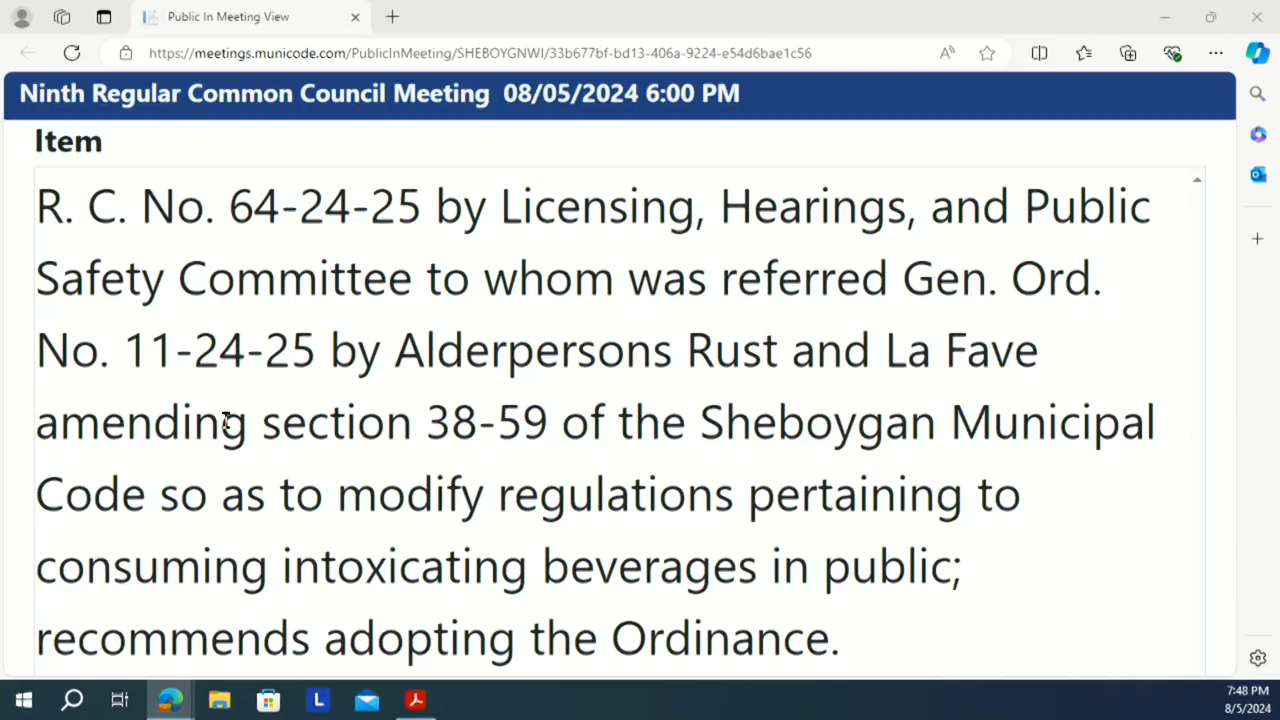 Public In Meeting View
https://meetings.municode.com/PublicInMeeting/SHEBOYGNWI/33b677bf-bd13-406a-9224-e54d6bae1c56
Ninth Regular Common Council Meeting 08/05/2024 6:00 PM
Item
R. C. No. 64-24-25 by Licensing, Hearings, and Public
Safety Committee to whom was referred Gen. Ord.
No. 11-24-25 by Alderpersons Rust and La Fave
amending section 38-59 of the Sheboygan Municipal
Code so as to modify regulations pertaining to
consuming intoxicating beverages in public;
recommends adopting the Ordinance.
L
7:48 PM
8/5/2024